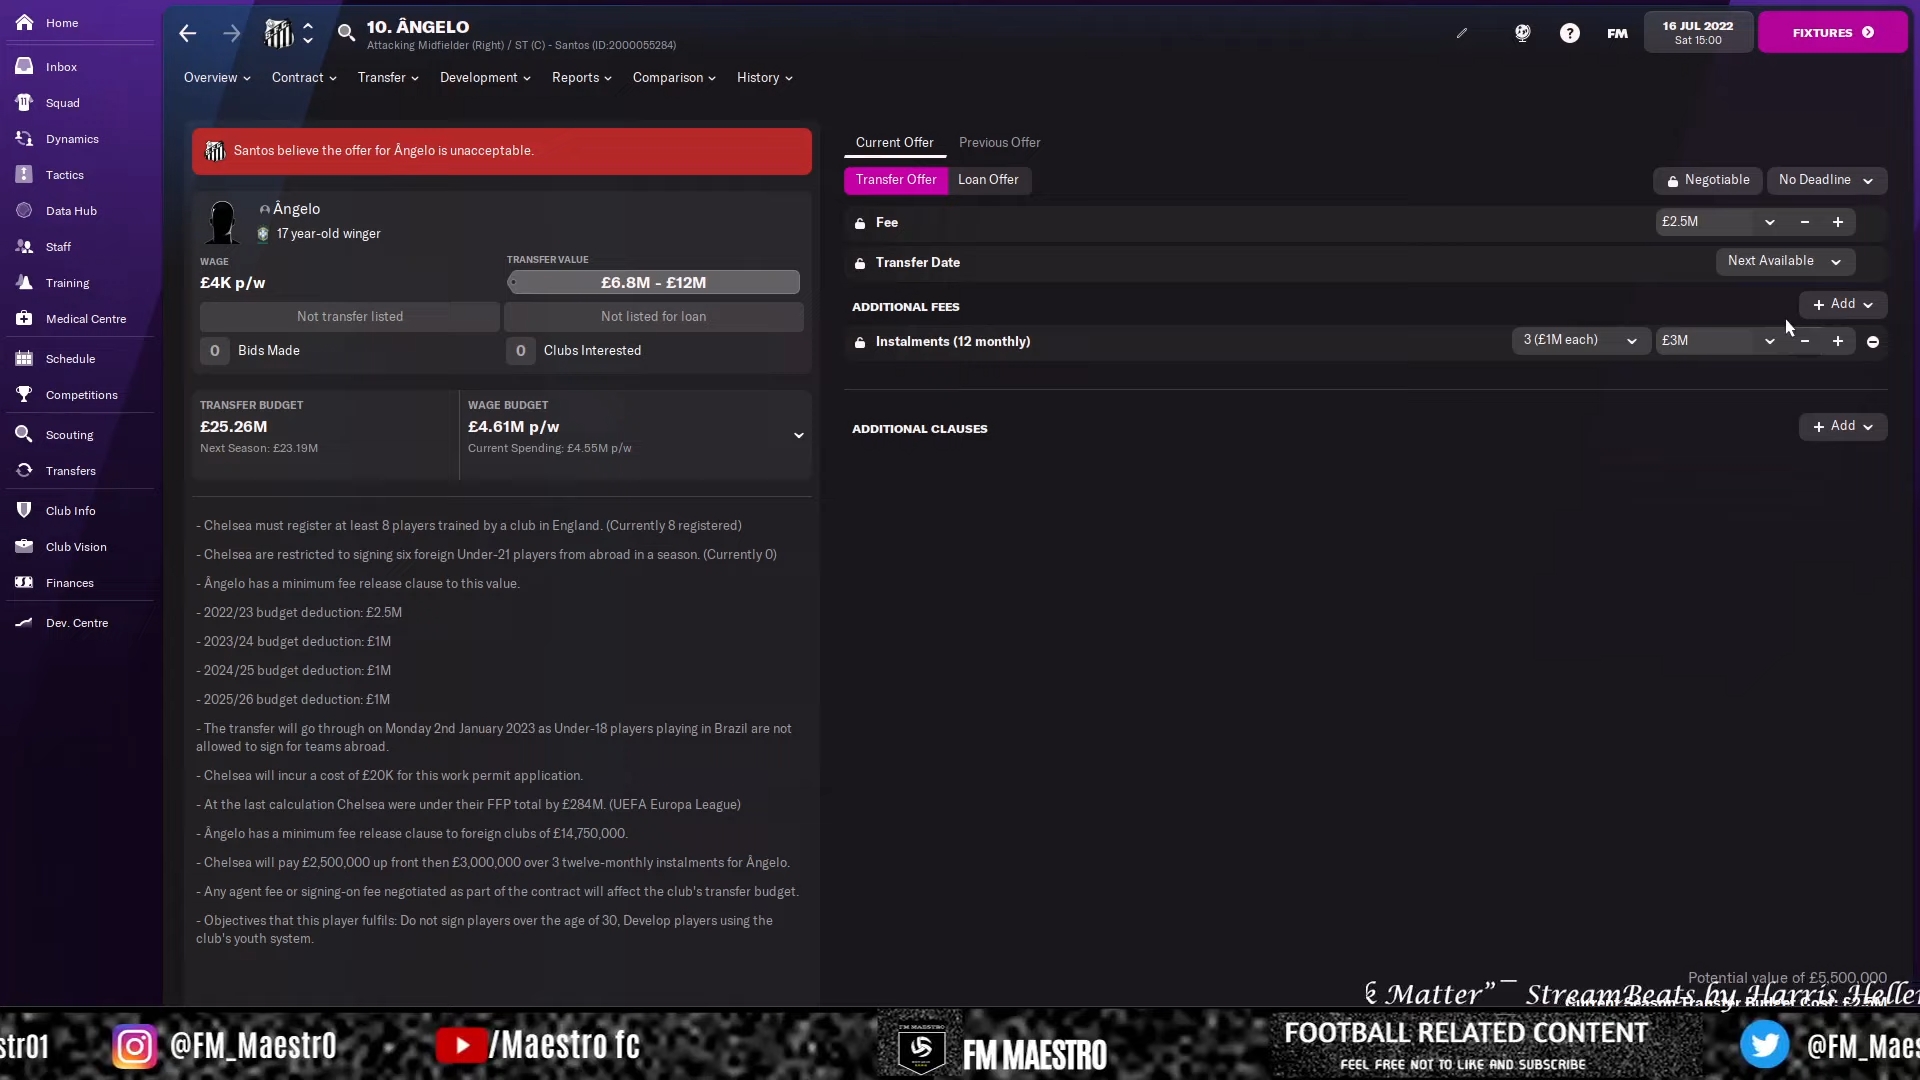 Home
Inbox
Squad
Dynamics
Tactics
Data Hub
Staff
Training
Medical Centre
Schedule
Competitions
Scouting
Transfers
Club Info
Club Vision
Finances
Dev. Centre
10. ÂNGELO
Attacking Midfielder (Right) / ST (C) - Santos (ID:2000055284)
FM
16 JUL 2022
Sat 15:00
FIXTURES
Overview
Contract
Transfer
Development
Reports
Comparison
History
Santos believe the offer for Ângelo is unacceptable.
Ângelo
17 year-old winger
WAGE
£4K p/w
TRANSFER VALUE
£6.8M - £12M
Not transfer listed
Not listed for loan
0 Bids Made
0 Clubs Interested
TRANSFER BUDGET
£25.26M
Next Season: £23.19M
WAGE BUDGET
£4.61M p/w
Current Spending: £4.55M p/w
- Chelsea must register at least 8 players trained by a club in England. (Currently 8 registered)
- Chelsea are restricted to signing six foreign Under-21 players from abroad in a season. (Currently 0)
- Ângelo has a minimum fee release clause to this value.
- 2022/23 budget deduction: £2.5M
- 2023/24 budget deduction: £1M
- 2024/25 budget deduction: £1M
- 2025/26 budget deduction: £1M
- The transfer will go through on Monday 2nd January 2023 as Under-18 players playing in Brazil are not
allowed to sign for teams abroad.
- Chelsea will incur a cost of £20K for this work permit application.
- At the last calculation Chelsea were under their FFP total by £284M. (UEFA Europa League)
- Ângelo has a minimum fee release clause to foreign clubs of £14,750,000.
- Chelsea will pay £2,500,000 up front then £3,000,000 over 3 twelve-monthly instalments for Ângelo.
- Any agent fee or signing-on fee negotiated as part of the contract will affect the club's transfer budget.
- Objectives that this player fulfils: Do not sign players over the age of 30, Develop players using the
club's youth system.
Current Offer
Previous Offer
Transfer Offer
Loan Offer
Negotiable
No Deadline
Fee
£2.5M
Transfer Date
Next Available
ADDITIONAL FEES
+ Add
Instalments (12 monthly)
3 (£1M each)
£3M
ADDITIONAL CLAUSES
+ Add
Potential value of £5,500,000
Matter" – StreamBeats by Harris Heller
Current Season Transfer Budget Cost: £2.5M
str01
@FM_Maestr0
/Maestro fc
FM MAESTRO
FM MAESTRO
FOOTBALL RELATED CONTENT
FEEL FREE NOT TO LIKE AND SUBSCRIBE
@FM_Maes